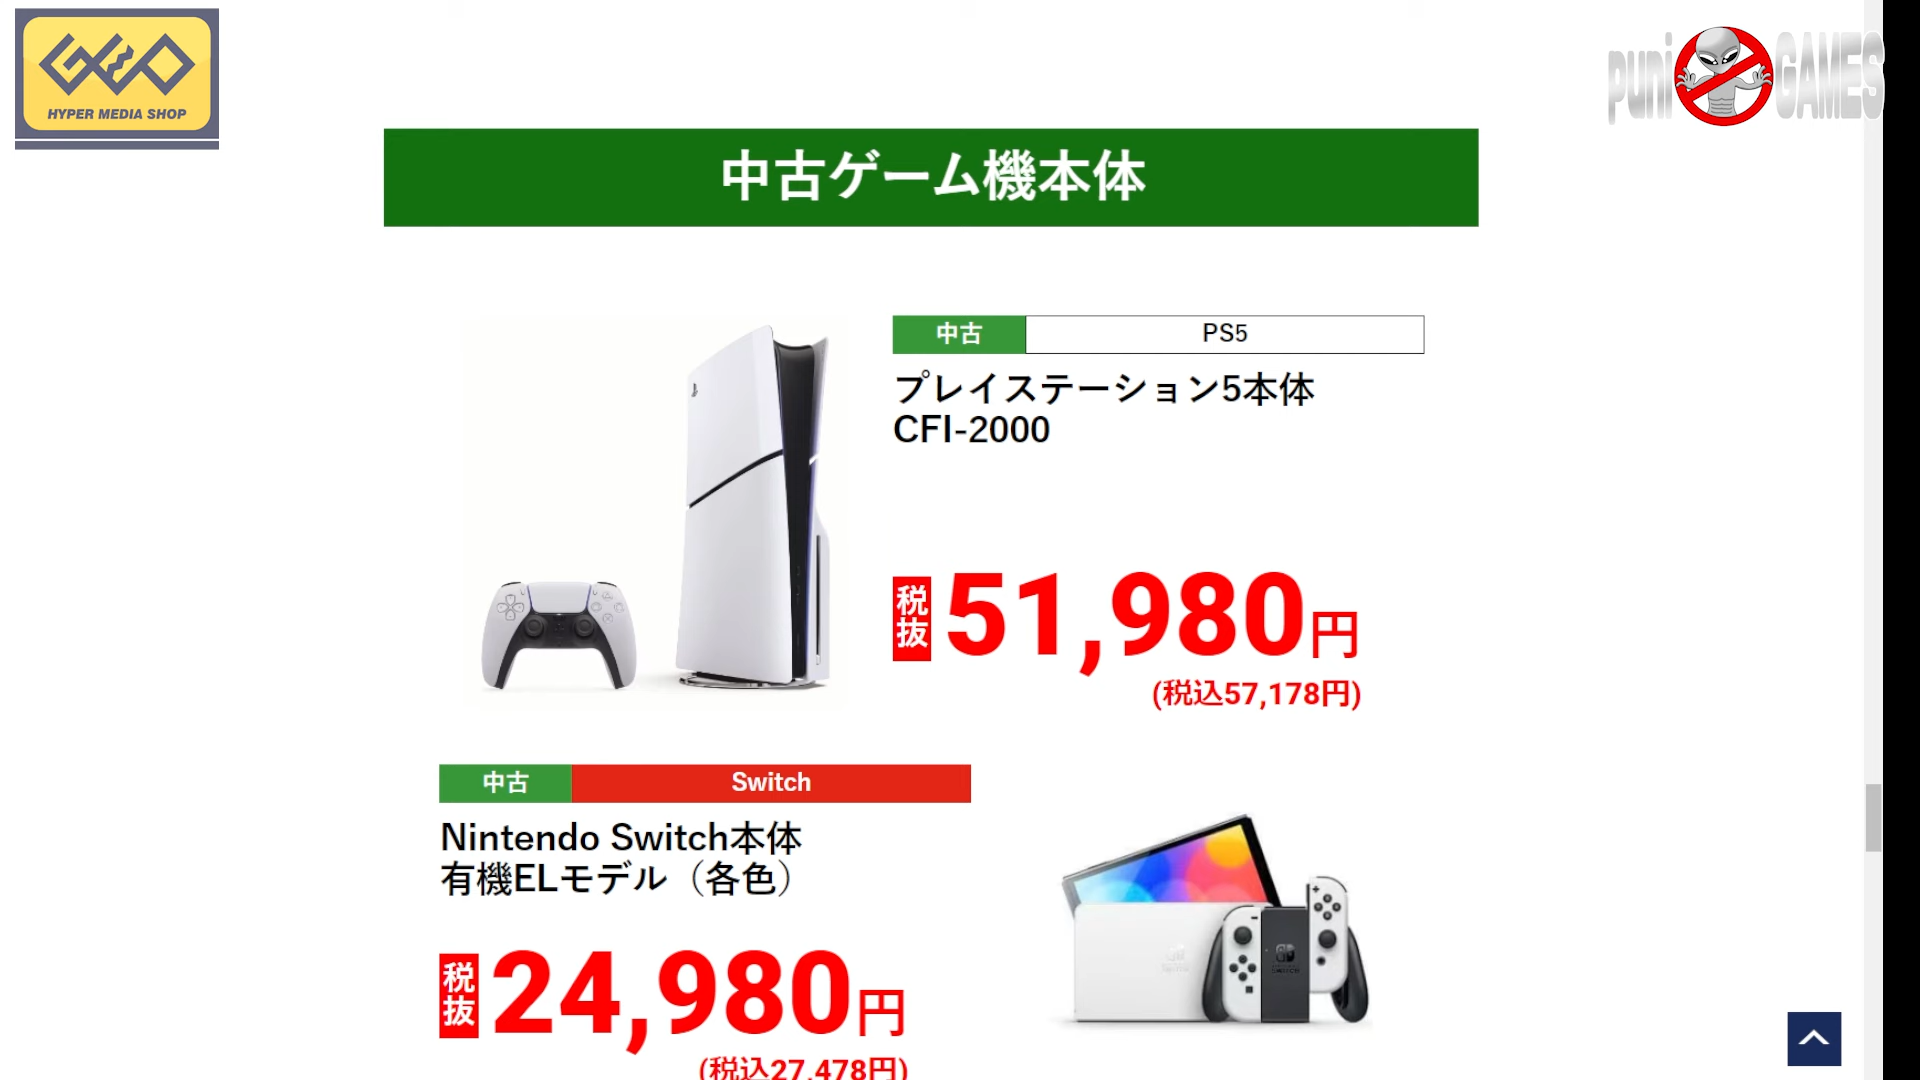 GEO
HYPER MEDIA SHOP
puni GAMES
中古ゲーム機本体
中古 PS5
プレイステーション5本体
CFI-2000
税抜 51,980円
(税込57,178円)
中古 Switch
Nintendo Switch本体
有機ELモデル（各色）
税抜 24,980円
(税込27,478円)